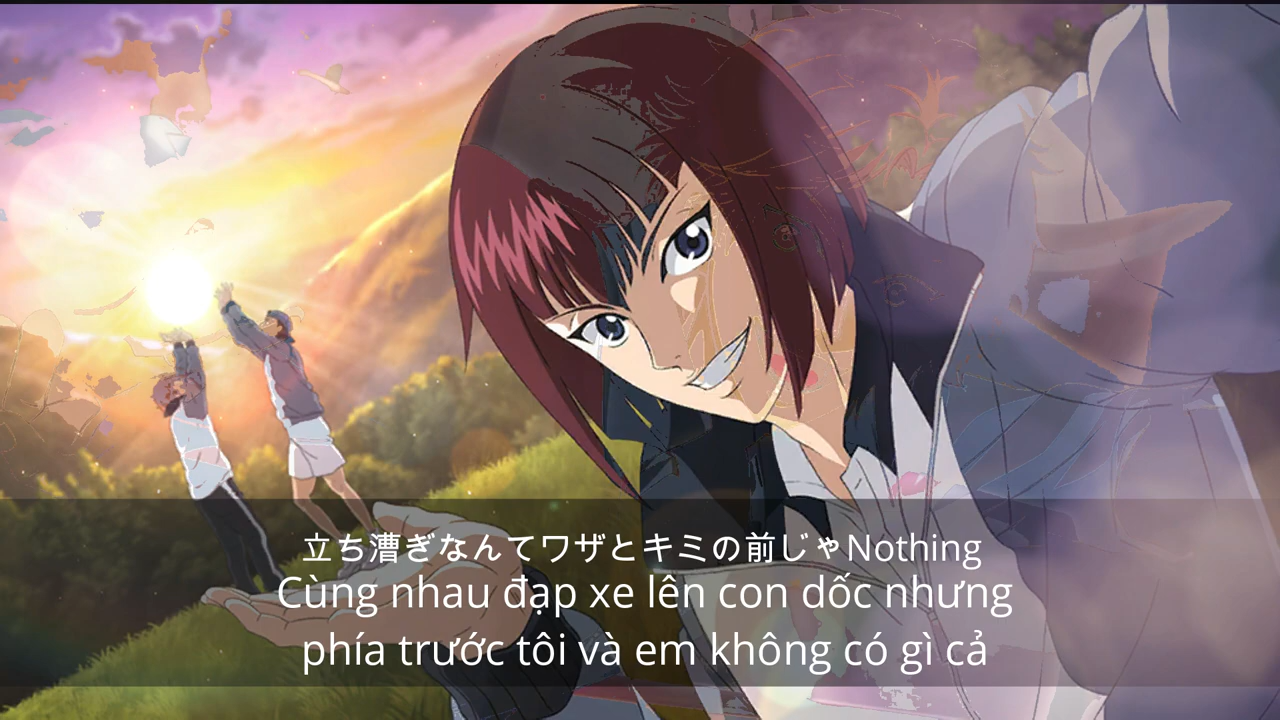 立ち漕ぎなんてワザとキミの前じゃNothing
Cùng nhau đạp xe lên con dốc nhưng
phía trước tôi và em không có gì cả